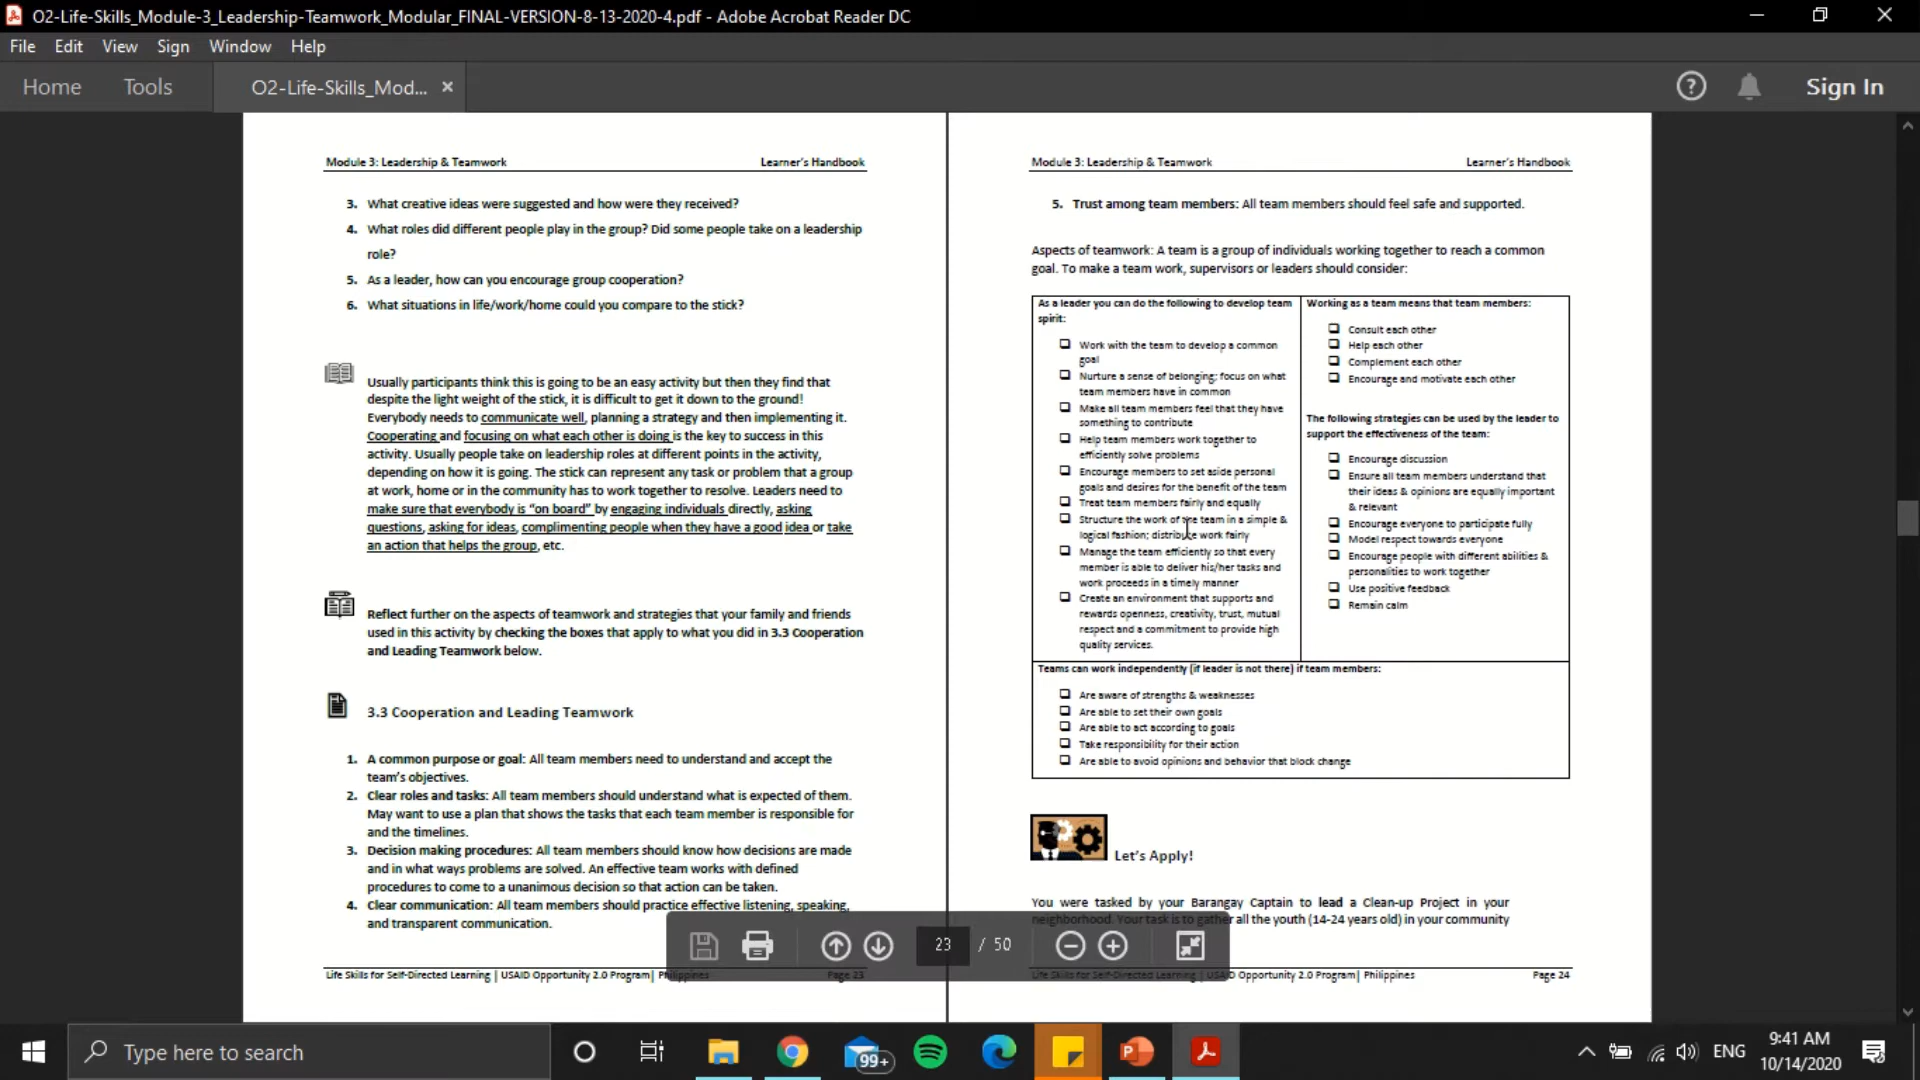 O2-Life-Skills_Module-3_Leadership-Teamwork_Modular_FINAL-VERSION-8-13-2020-4.pdf - Adobe Acrobat Reader DC
File Edit View Sign Window Help
Home Tools O2-Life-Skills_Mod... × ? Sign In
Module 3: Leadership & Teamwork Learner's Handbook
3. What creative ideas were suggested and how were they received?
4. What roles did different people play in the group? Did some people take on a leadership
role?
5. As a leader, how can you encourage group cooperation?
6. What situations in life/work/home could you compare to the stick?
Usually participants think this is going to be an easy activity but then they find that
despite the light weight of the stick, it is difficult to get it down to the ground!
Everybody needs to communicate well, planning a strategy and then implementing it.
Cooperating and focusing on what each other is doing is the key to success in this
activity. Usually people take on leadership roles at different points in the activity,
depending on how it is going. The stick can represent any task or problem that a group
at work, home or in the community has to work together to resolve. Leaders need to
make sure that everybody is "on board" by engaging individuals directly, asking
questions, asking for ideas, complimenting people when they have a good idea or take
an action that helps the group, etc.
Reflect further on the aspects of teamwork and strategies that your family and friends
used in this activity by checking the boxes that apply to what you did in 3.3 Cooperation
and Leading Teamwork below.
3.3 Cooperation and Leading Teamwork
1. A common purpose or goal: All team members need to understand and accept the
team's objectives.
2. Clear roles and tasks: All team members should understand what is expected of them.
May want to use a plan that shows the tasks that each team member is responsible for
and the timelines.
3. Decision making procedures: All team members should know how decisions are made
and in what ways problems are solved. An effective team works with defined
procedures to come to a unanimous decision so that action can be taken.
4. Clear communication: All team members should practice effective listening, speaking,
and transparent communication.
Life Skills for Self-Directed Learning | USAID Opportunity 2.0 Program| Philippines Page 23
Module 3: Leadership & Teamwork Learner's Handbook
5. Trust among team members: All team members should feel safe and supported.
Aspects of teamwork: A team is a group of individuals working together to reach a common
goal. To make a team work, supervisors or leaders should consider:
As a leader you can do the following to develop team
spirit:
Work with the team to develop a common
goal
Nurture a sense of belonging; focus on what
team members have in common
Make all team members feel that they have
something to contribute
Help team members work together to
efficiently solve problems
Encourage members to set aside personal
goals and desires for the benefit of the team
Treat team members fairly and equally
Structure the work of the team in a simple &
logical fashion; distribute work fairly
Manage the team efficiently so that every
member is able to deliver his/her tasks and
work proceeds in a timely manner
Create an environment that supports and
rewards openness, creativity, trust, mutual
respect and a commitment to provide high
quality services.
Working as a team means that team members:
Consult each other
Help each other
Complement each other
Encourage and motivate each other
The following strategies can be used by the leader to
support the effectiveness of the team:
Encourage discussion
Ensure all team members understand that
their ideas & opinions are equally important
& relevant
Encourage everyone to participate fully
Model respect towards everyone
Encourage people with different abilities &
personalities to work together
Use positive feedback
Remain calm
Teams can work independently (if leader is not there) if team members:
Are aware of strengths & weaknesses
Are able to set their own goals
Are able to act according to goals
Take responsibility for their action
Are able to avoid opinions and behavior that block change
Let's Apply!
You were tasked by your Barangay Captain to lead a Clean-up Project in your
neighborhood. Your task is to gather all the youth (14-24 years old) in your community
Life Skills for Self-Directed Learning | USAID Opportunity 2.0 Program| Philippines Page 24
23 / 50
Type here to search 99+ ENG 9:41 AM
10/14/2020